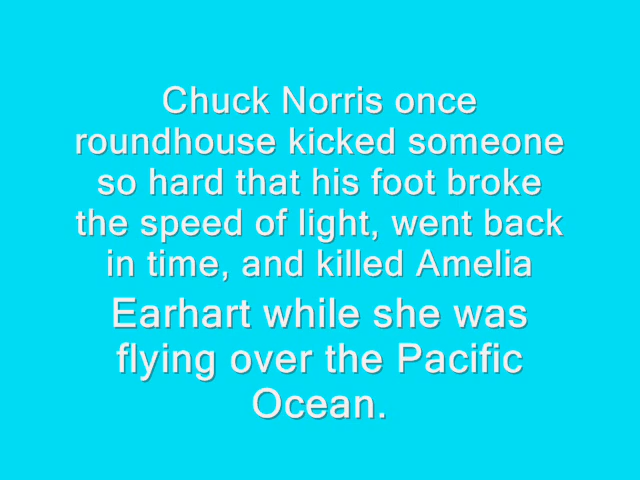 Chuck Norris once
roundhouse kicked someone
so hard that his foot broke
the speed of light, went back
in time, and killed Amelia
Earhart while she was
flying over the Pacific
Ocean.